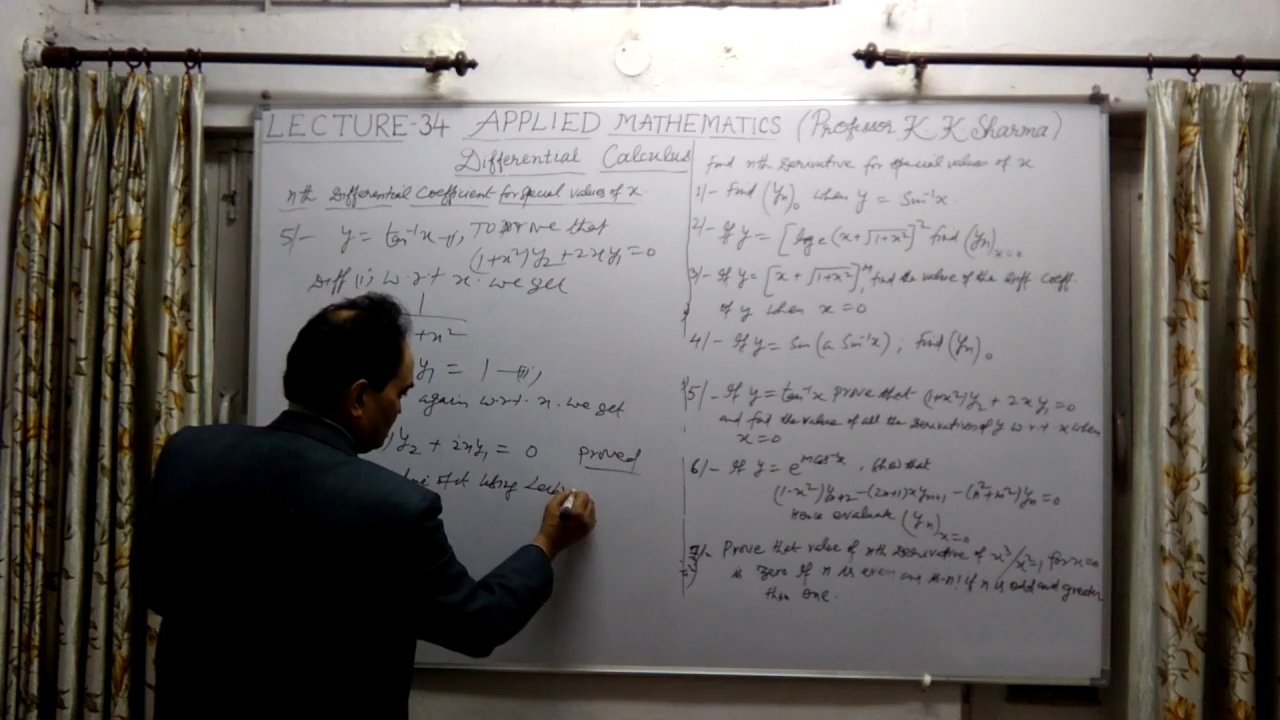 LECTURE-34 APPLIED MATHEMATICS (Professor K K Sharma)
Differential Calculus
nth Differential Coefficient for special values of x.
5/- y = tan⁻¹x —(i), TO Prove that
(1+x²)y₂+2xy₁=0
Diff (i) w.r.t x. we get
1
+x²
y₁ = 1 —(ii),
again w.r.t. x. we get
)y₂ + 2xy₁ = 0 proved
using
Find nth Derivative for special values of x
1/- Find (yₙ)₀ when y = Sin⁻¹x.
2/- If y = [log e (x+√1+x²)]² find (yₙ)x=0
3/- If y = [x + √1+x²]ᵐ, find the value of the Diff coeff.
of y when x = 0
4/- If y = Sin (a Sin⁻¹x) ; Find (yₙ)₀
5/- If y = tan⁻¹x prove that (1+x²)y₂ + 2xy₁=0
and find the value of all the derivatives of y w.r.t x when
x = 0
6/- If y = e^mcos⁻¹x, Show that
(1-x²)yₙ+2-(2n+1)xyₙ+1-(n²+m²)yₙ=0
Hence evaluate (yₙ)x=0
7/- Prove that value of nth Derivative of x³/x²-1 for x=0
is zero if n is even and is -n! if n is odd and greater
than one.